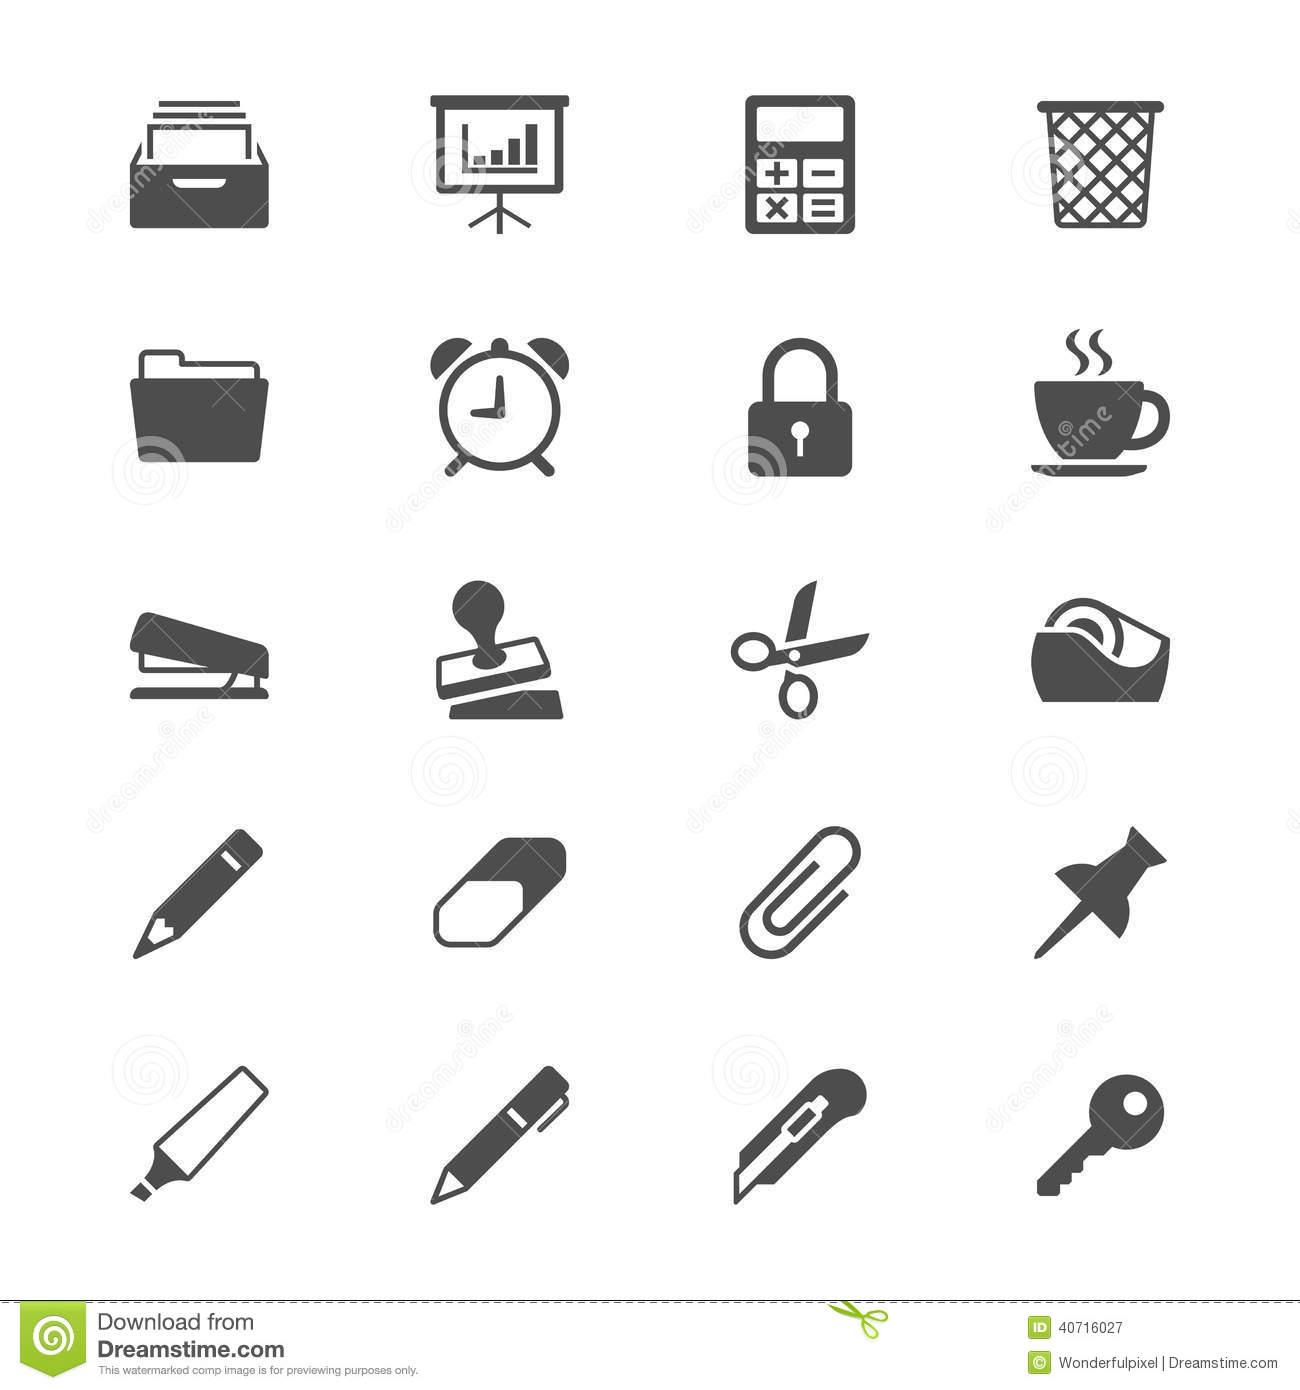 Download from
Dreamstime.com
This watermarked comp image is for previewing purposes only.
ID 40716027
© Wonderfulpixel | Dreamstime.com